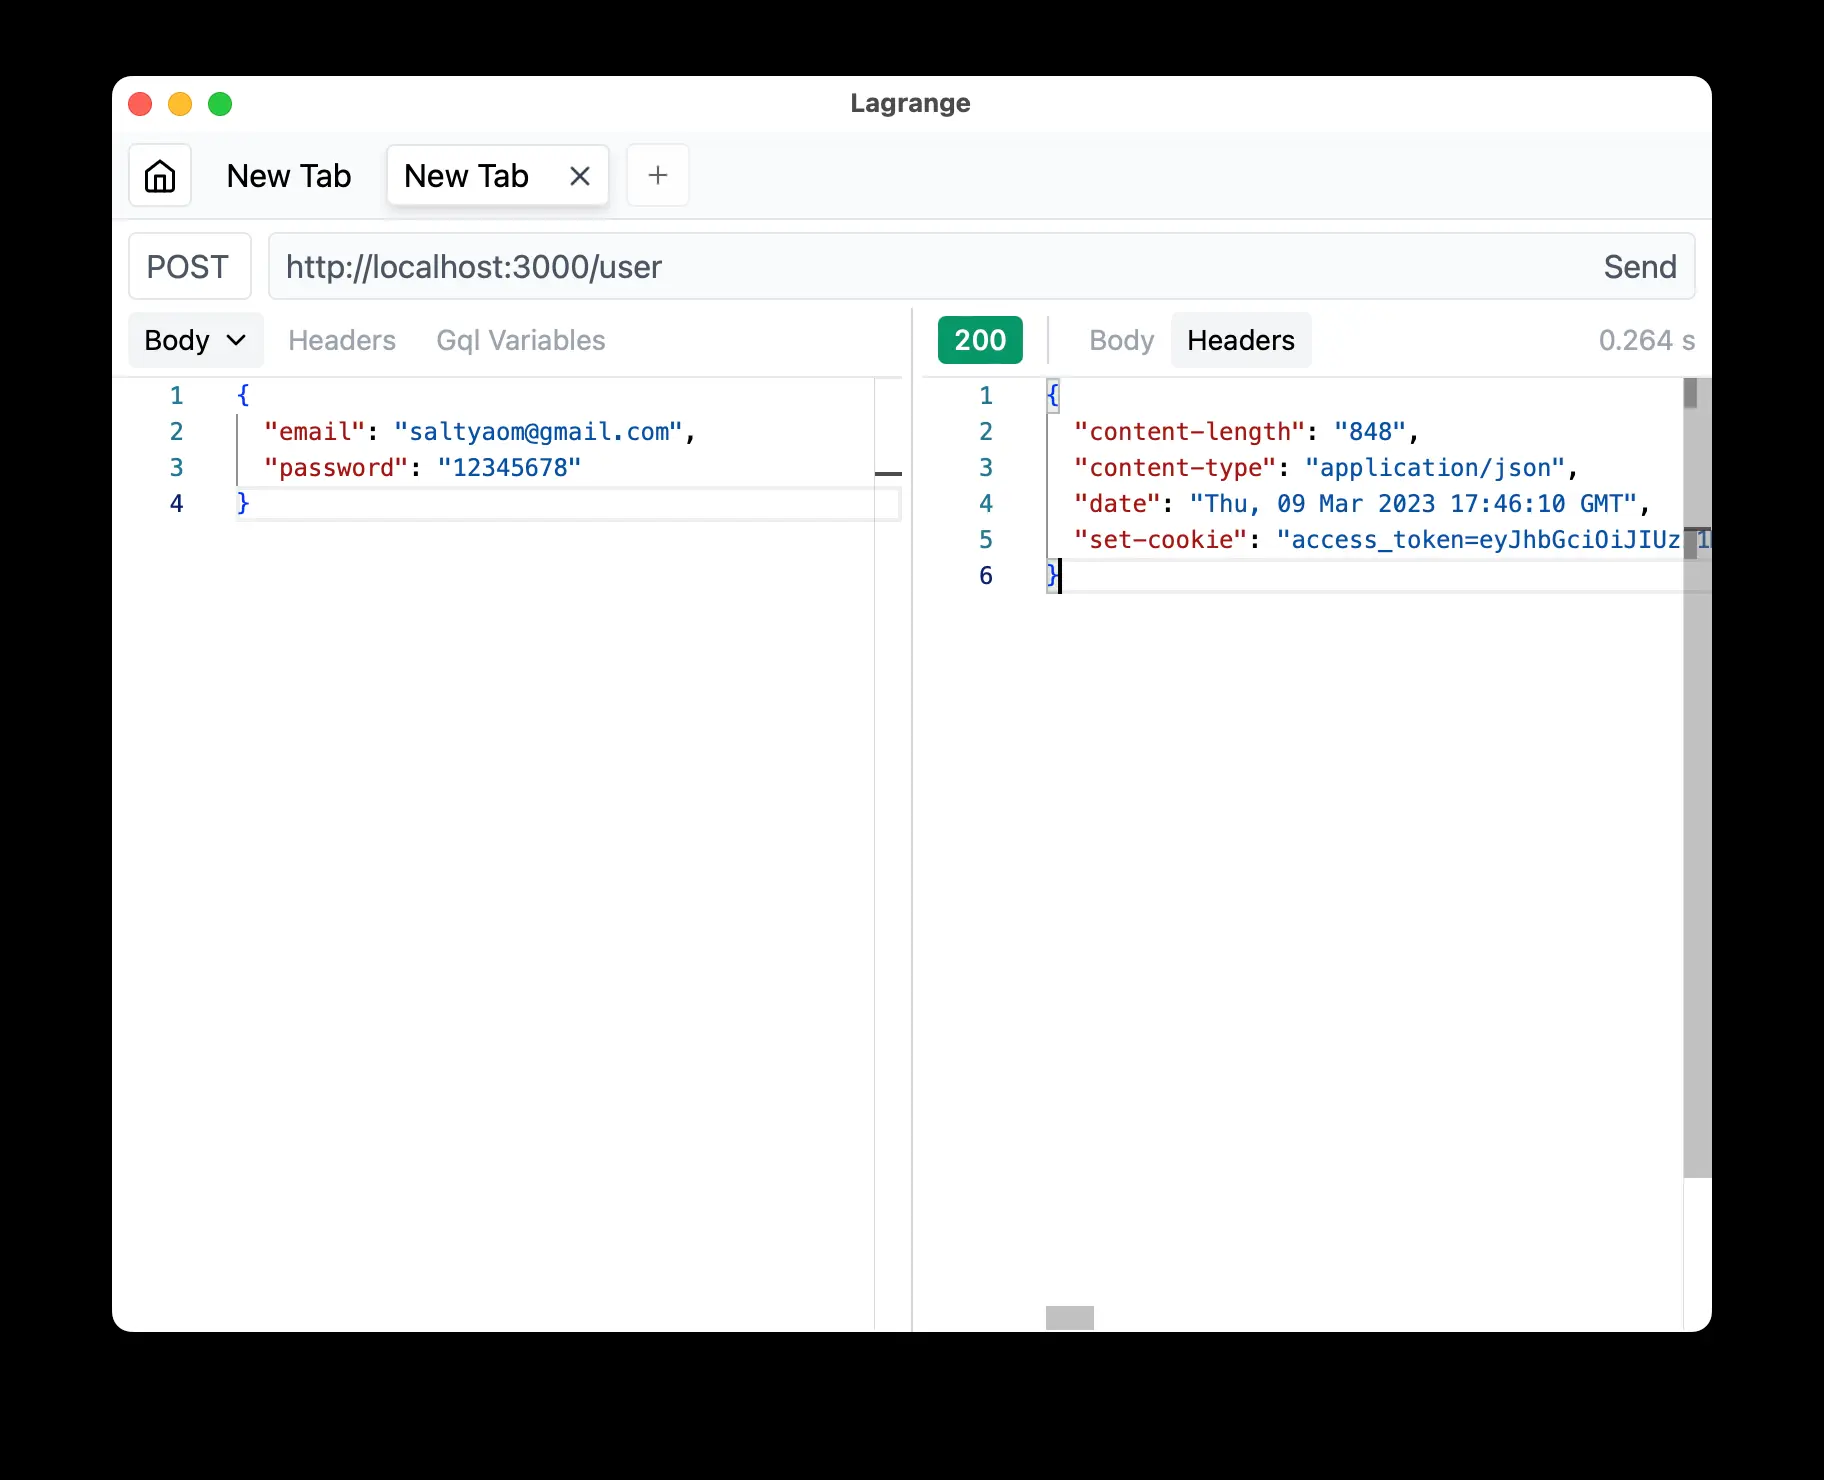 Lagrange
New Tab
New Tab
POST
http://localhost:3000/user
Send
Body
Headers
Gql Variables
1 {
2 "email": "saltyaom@gmail.com",
3 "password": "12345678"
4 }
200
Body
Headers
0.264 s
1 {
2 "content-length": "848",
3 "content-type": "application/json",
4 "date": "Thu, 09 Mar 2023 17:46:10 GMT",
5 "set-cookie": "access_token=eyJhbGciOiJIUz
6 }